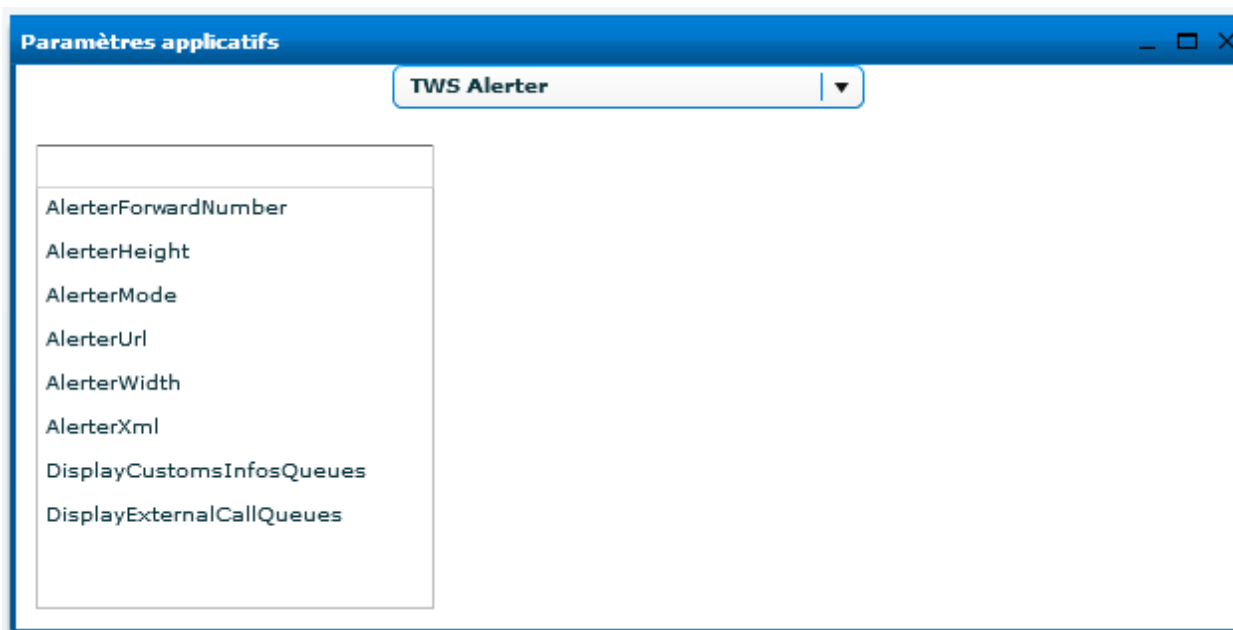 Paramètres applicatifs
TWS Alerter
AlerterForwardNumber
AlerterHeight
AlerterMode
AlerterUrl
AlerterWidth
AlerterXml
DisplayCustomsInfosQueues
DisplayExternalCallQueues